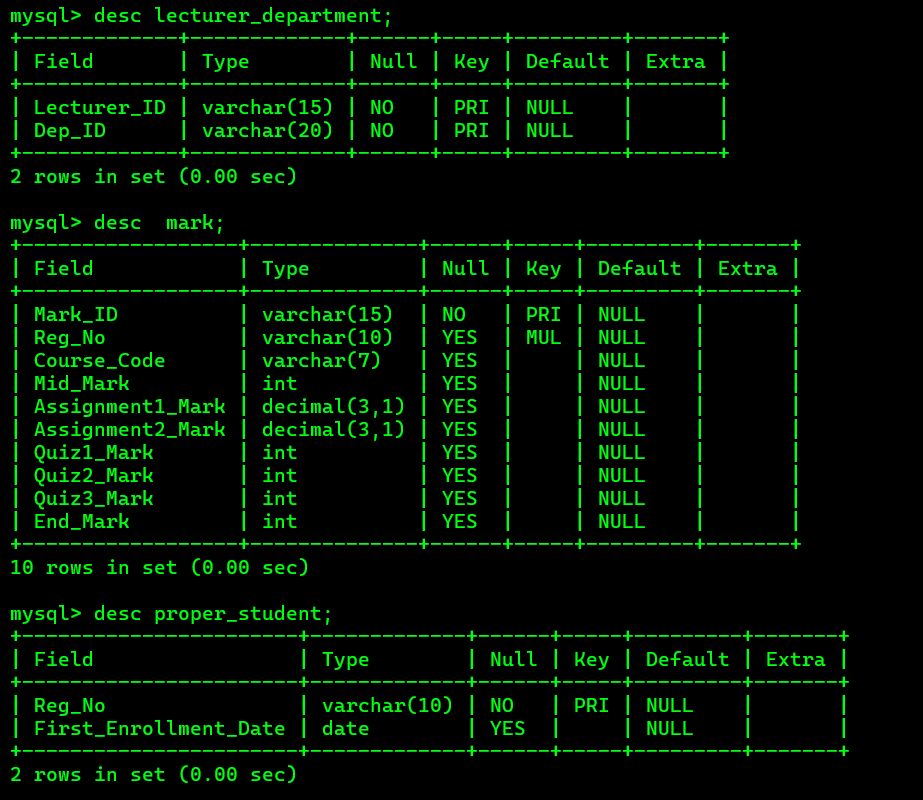 mysql> desc lecturer_department;
+-------------+-------------+------+-----+---------+-------+
| Field       | Type        | Null | Key | Default | Extra |
+-------------+-------------+------+-----+---------+-------+
| Lecturer_ID | varchar(15) | NO   | PRI | NULL    |       |
| Dep_ID      | varchar(20) | NO   | PRI | NULL    |       |
+-------------+-------------+------+-----+---------+-------+
2 rows in set (0.00 sec)

mysql> desc  mark;
+------------------+--------------+------+-----+---------+-------+
| Field            | Type         | Null | Key | Default | Extra |
+------------------+--------------+------+-----+---------+-------+
| Mark_ID          | varchar(15)  | NO   | PRI | NULL    |       |
| Reg_No           | varchar(10)  | YES  | MUL | NULL    |       |
| Course_Code      | varchar(7)   | YES  |     | NULL    |       |
| Mid_Mark         | int          | YES  |     | NULL    |       |
| Assignment1_Mark | decimal(3,1) | YES  |     | NULL    |       |
| Assignment2_Mark | decimal(3,1) | YES  |     | NULL    |       |
| Quiz1_Mark       | int          | YES  |     | NULL    |       |
| Quiz2_Mark       | int          | YES  |     | NULL    |       |
| Quiz3_Mark       | int          | YES  |     | NULL    |       |
| End_Mark         | int          | YES  |     | NULL    |       |
+------------------+--------------+------+-----+---------+-------+
10 rows in set (0.00 sec)

mysql> desc proper_student;
+-----------------------+-------------+------+-----+---------+-------+
| Field                 | Type        | Null | Key | Default | Extra |
+-----------------------+-------------+------+-----+---------+-------+
| Reg_No                | varchar(10) | NO   | PRI | NULL    |       |
| First_Enrollment_Date | date        | YES  |     | NULL    |       |
+-----------------------+-------------+------+-----+---------+-------+
2 rows in set (0.00 sec)